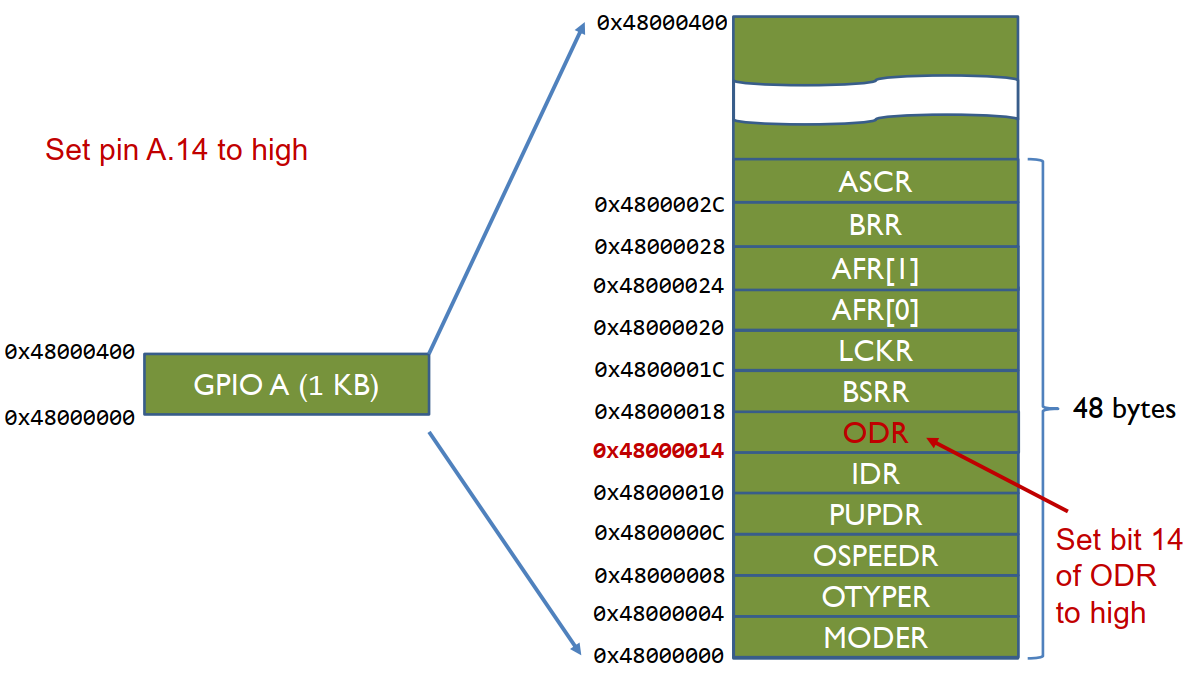 Set pin A.14 to high
0x48000400
GPIO A (1 KB)
0x48000000
0x48000400
ASCR
0x4800002C
BRR
0x48000028
AFR[1]
0x48000024
AFR[0]
0x48000020
LCKR
0x4800001C
BSRR
0x48000018
ODR
0x48000014
IDR
0x48000010
PUPDR
0x4800000C
OSPEEDR
0x48000008
OTYPER
0x48000004
MODER
0x48000000
48 bytes
Set bit 14
of ODR
to high